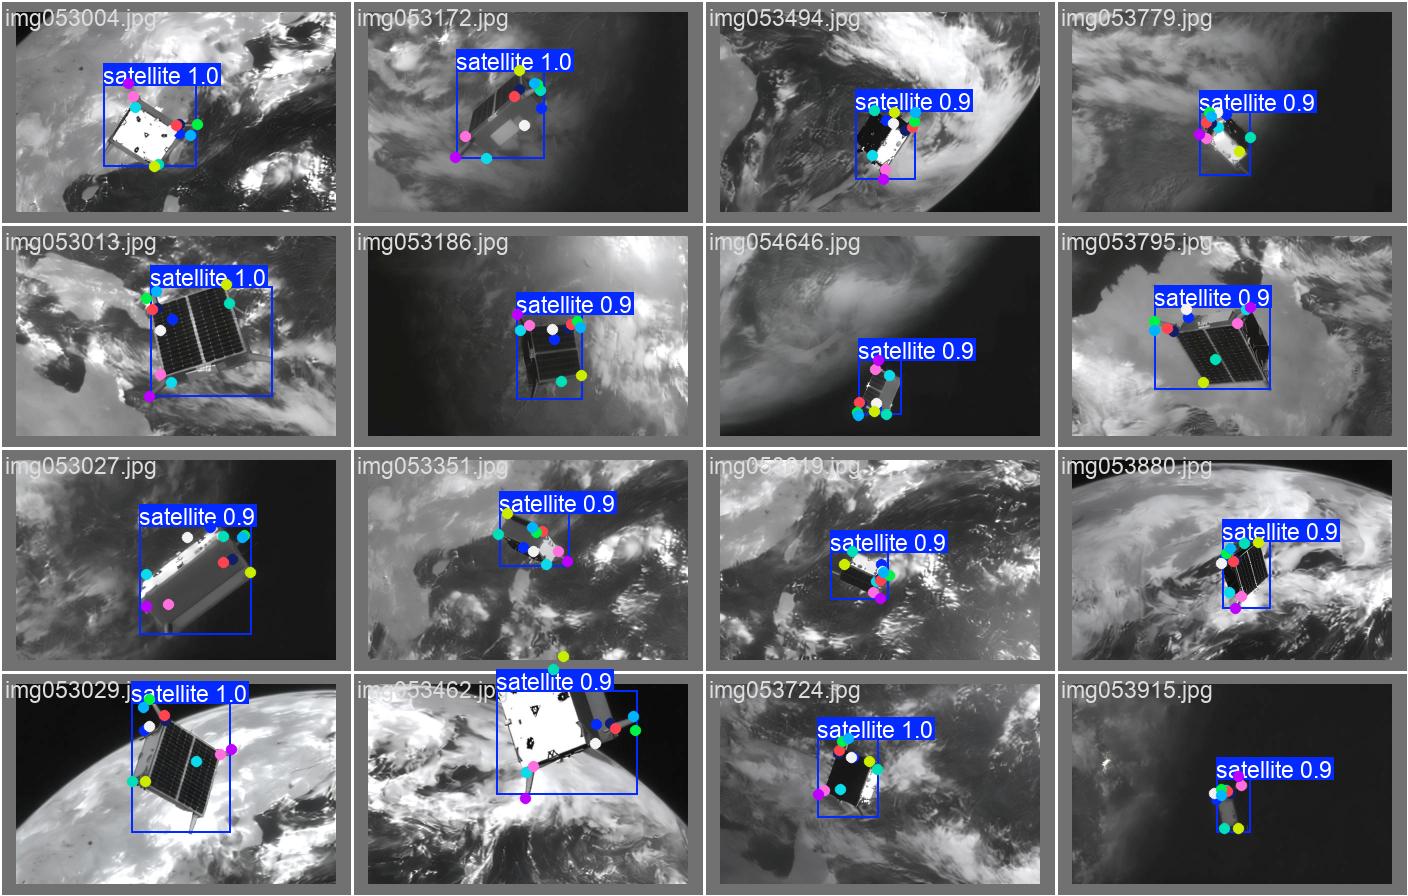 img053004.jpg
satellite 1.0
img053172.jpg
satellite 1.0
img053494.jpg
satellite 0.9
img053779.jpg
satellite 0.9
img053013.jpg
satellite 1.0
img053186.jpg
satellite 0.9
img054646.jpg
satellite 0.9
img053795.jpg
satellite 0.9
img053027.jpg
satellite 0.9
img053351.jpg
satellite 0.9
satellite 0.9
img053880.jpg
satellite 0.9
img053029.j
satellite 1.0
img053462.jp
satellite 0.9
img053724.jpg
satellite 1.0
img053915.jpg
satellite 0.9